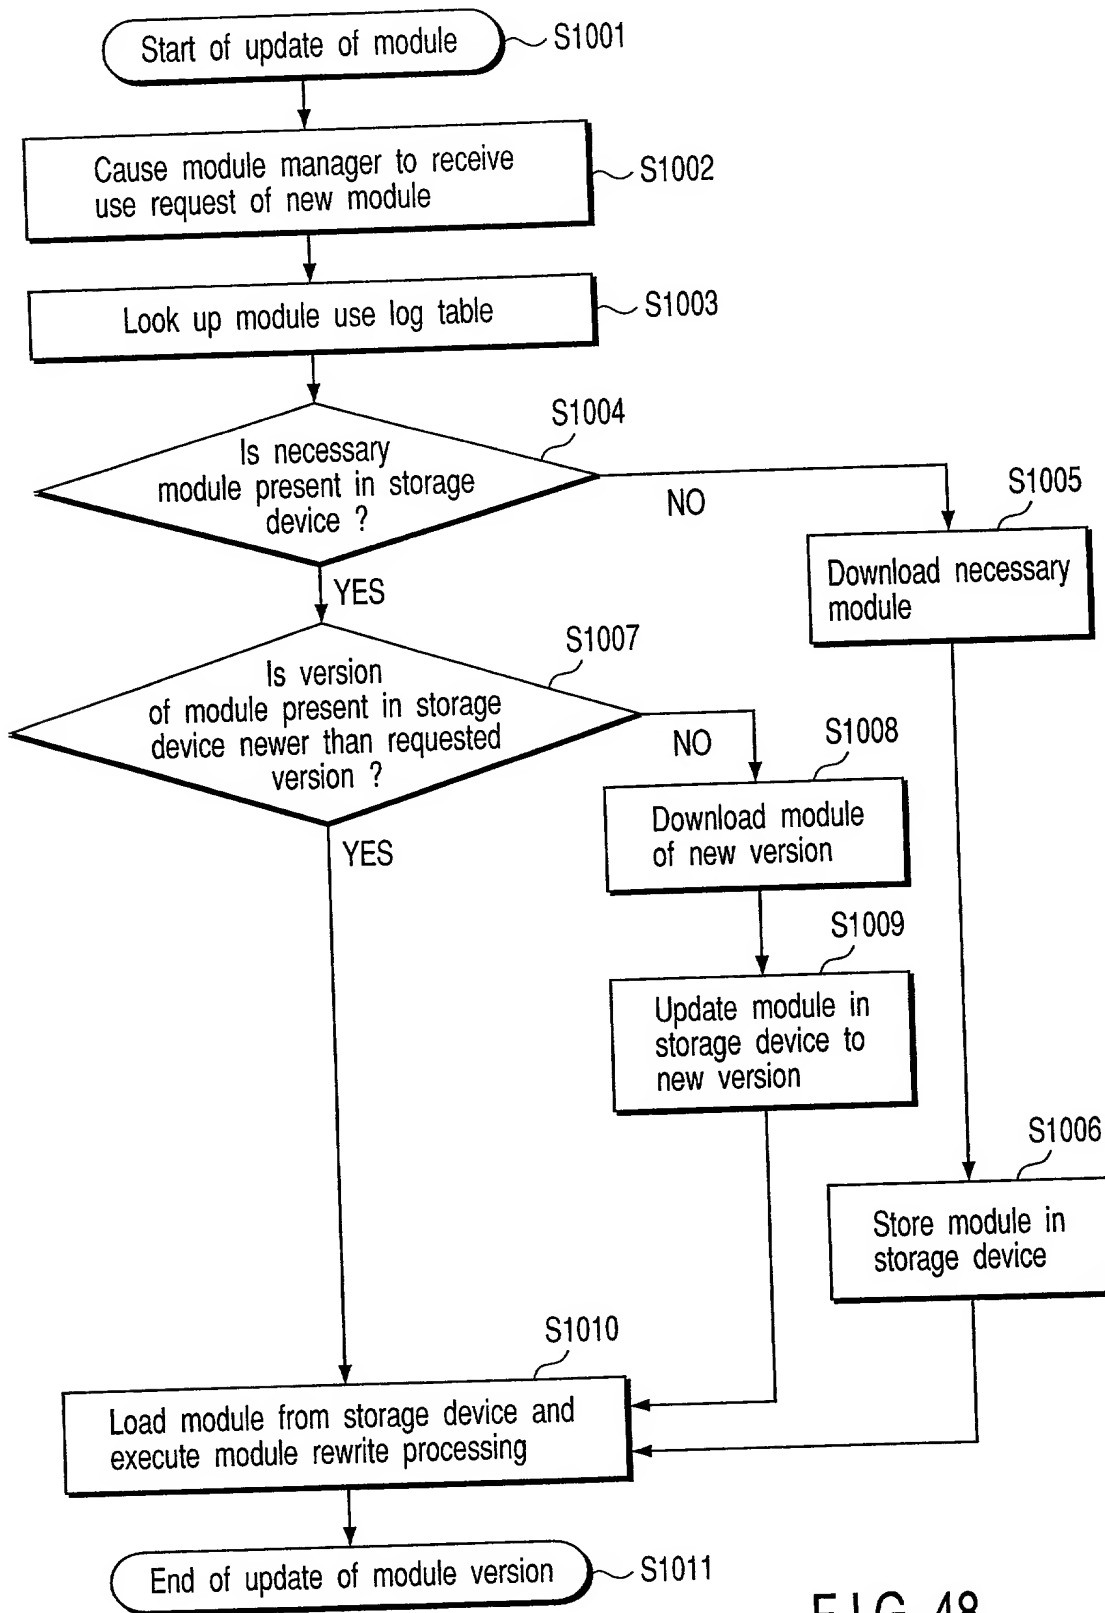 Start of update of module
S1001
Cause module manager to receive
use request of new module
S1002
Look up module use log table
S1003
S1004
Is necessary
module present in storage
device ?
NO
YES
S1005
Download necessary
module
S1007
Is version
of module present in storage
device newer than requested
version ?
NO
YES
S1008
Download module
of new version
S1009
Update module in
storage device to
new version
S1006
Store module in
storage device
S1010
Load module from storage device and
execute module rewrite processing
End of update of module version
S1011
FIG. 48